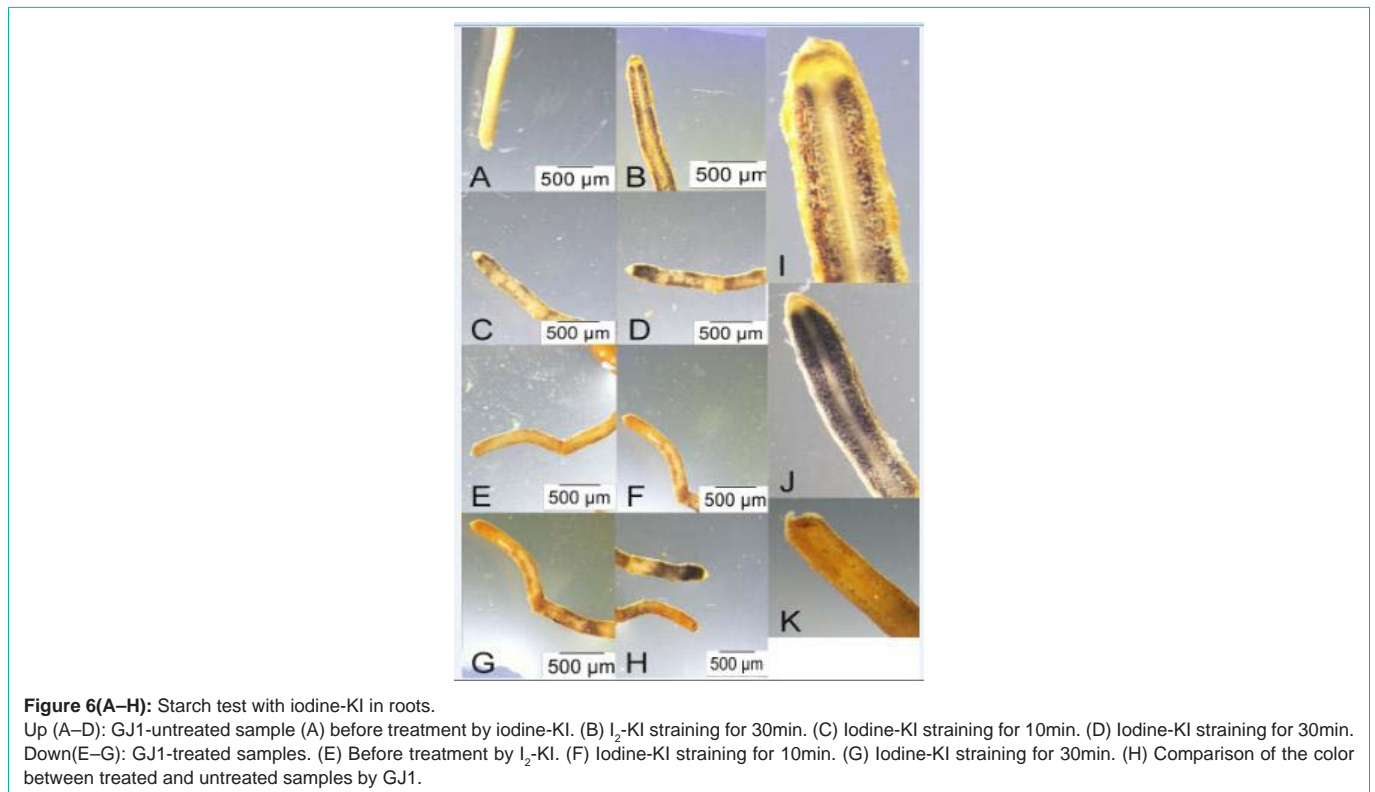 A
500 μm
B
500 μm
I
C
500 μm
D
500 μm
J
E
500 μm
F
500 μm
G
500 μm
H
500 μm
K
Figure 6(A–H): Starch test with iodine-KI in roots.
Up (A–D): GJ1-untreated sample (A) before treatment by iodine-KI. (B) I2-KI straining for 30min. (C) Iodine-KI straining for 10min. (D) Iodine-KI straining for 30min.
Down(E–G): GJ1-treated samples. (E) Before treatment by I2-KI. (F) Iodine-KI straining for 10min. (G) Iodine-KI straining for 30min. (H) Comparison of the color
between treated and untreated samples by GJ1.